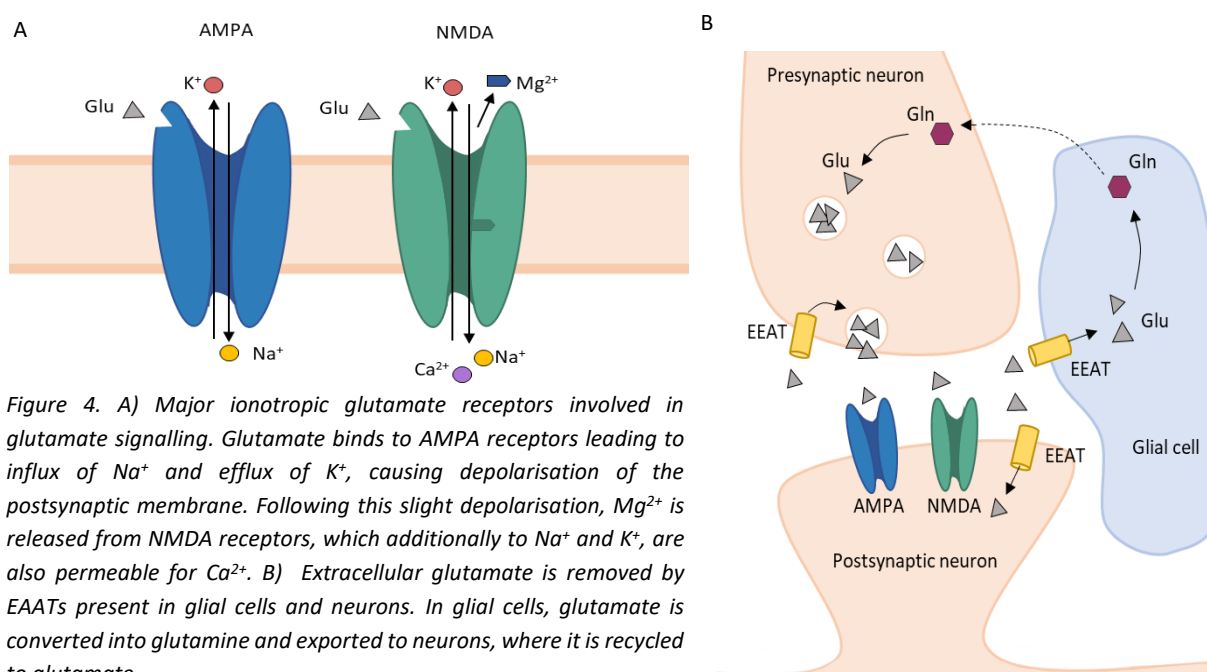 A
AMPA
NMDA
K⁺
K⁺
Mg²⁺
Glu
Glu
Na⁺
Na⁺
Ca²⁺
Figure 4. A) Major ionotropic glutamate receptors involved in
glutamate signalling. Glutamate binds to AMPA receptors leading to
influx of Na⁺ and efflux of K⁺, causing depolarisation of the
postsynaptic membrane. Following this slight depolarisation, Mg²⁺ is
released from NMDA receptors, which additionally to Na⁺ and K⁺, are
also permeable for Ca²⁺. B) Extracellular glutamate is removed by
EAATs present in glial cells and neurons. In glial cells, glutamate is
converted into glutamine and exported to neurons, where it is recycled
to glutamate
B
Presynaptic neuron
Gln
Glu
Gln
EEAT
Glu
EEAT
EEAT
Glial cell
AMPA
NMDA
Postsynaptic neuron